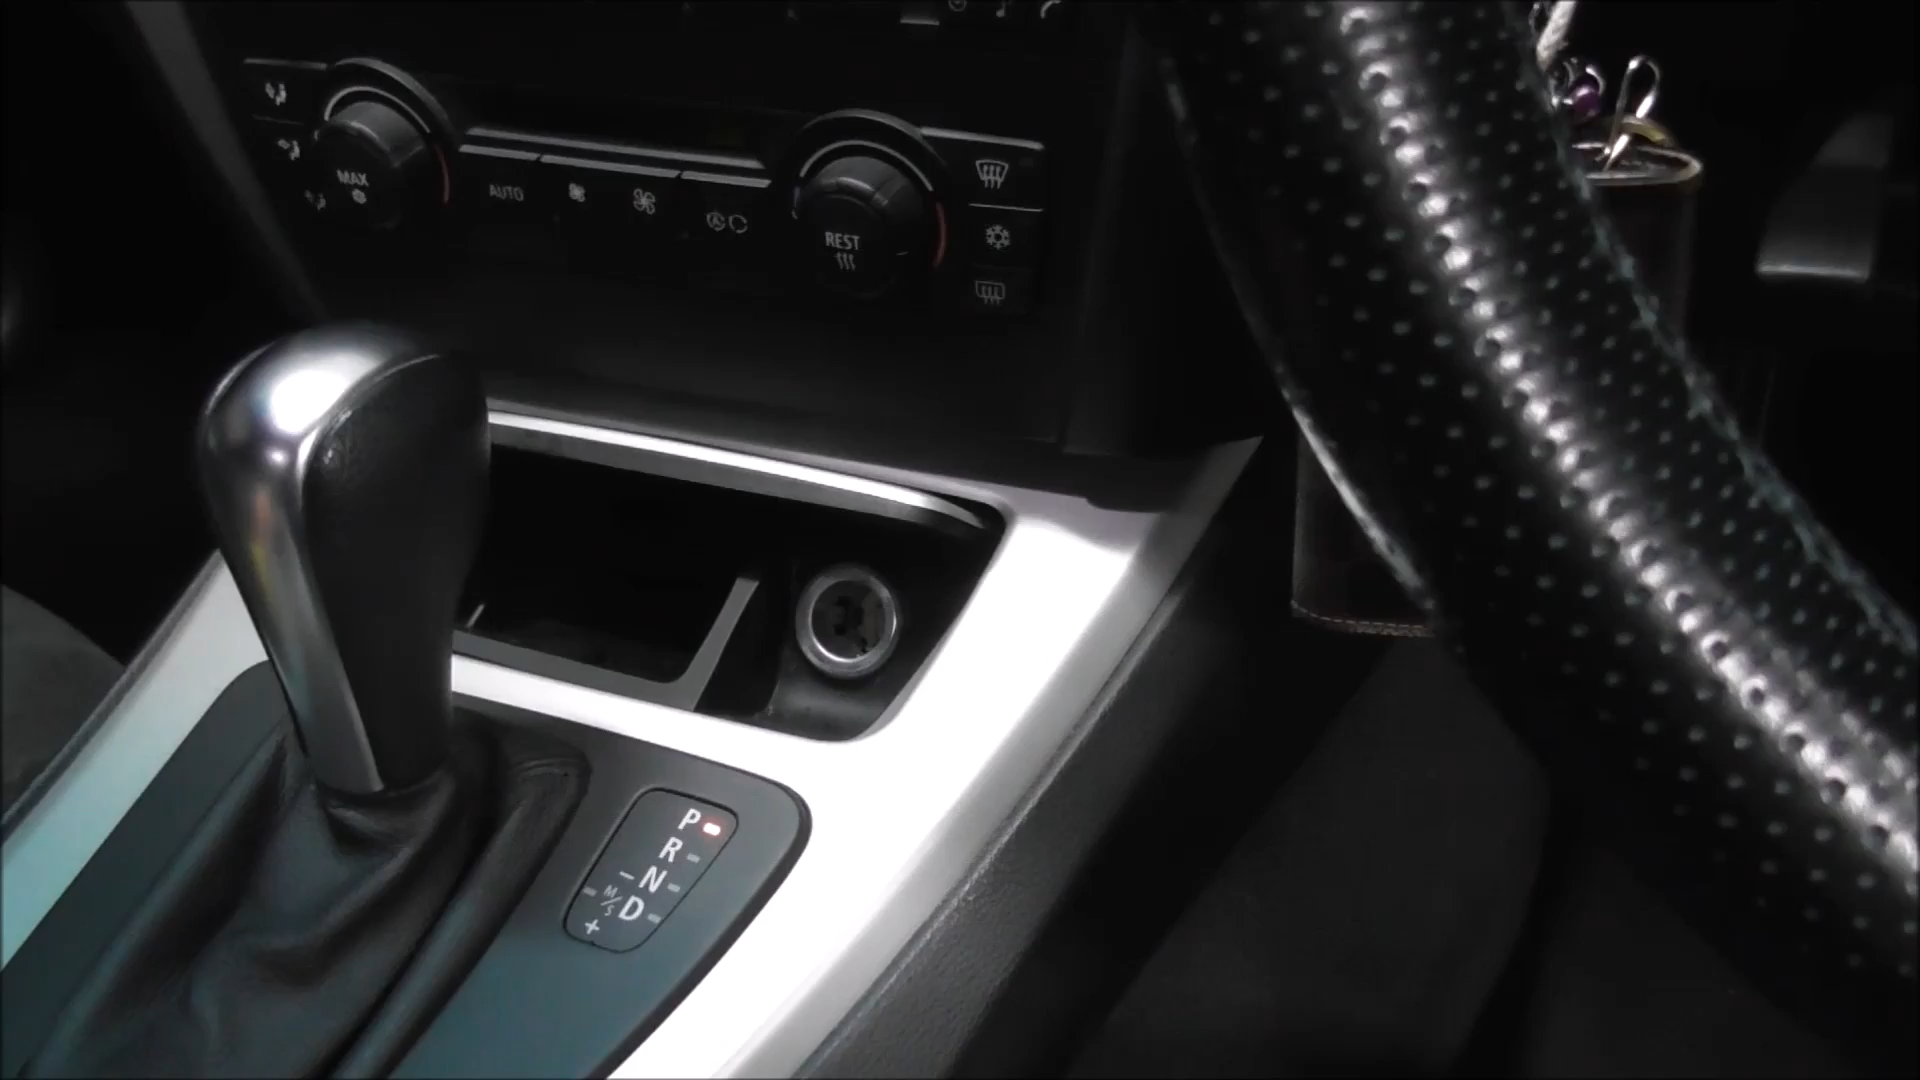 MAX
AUTO
REST
P
R
- N
M/S D
+